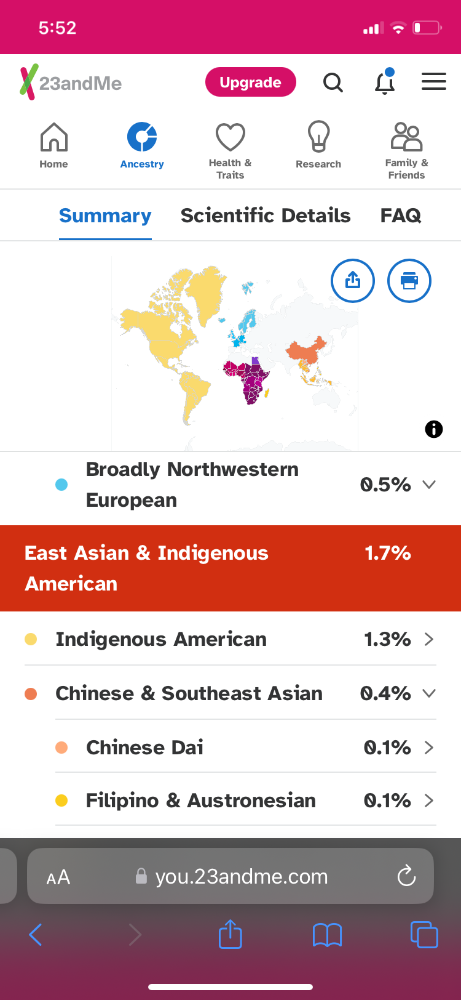 5:52
23andMe
Upgrade
Home
Ancestry
Health &
Traits
Research
Family &
Friends
Summary
Scientific Details
FAQ
Broadly Northwestern
European
0.5%
East Asian & Indigenous
American
1.7%
Indigenous American
1.3%
Chinese & Southeast Asian
0.4%
Chinese Dai
0.1%
Filipino & Austronesian
0.1%
AA
you.23andme.com